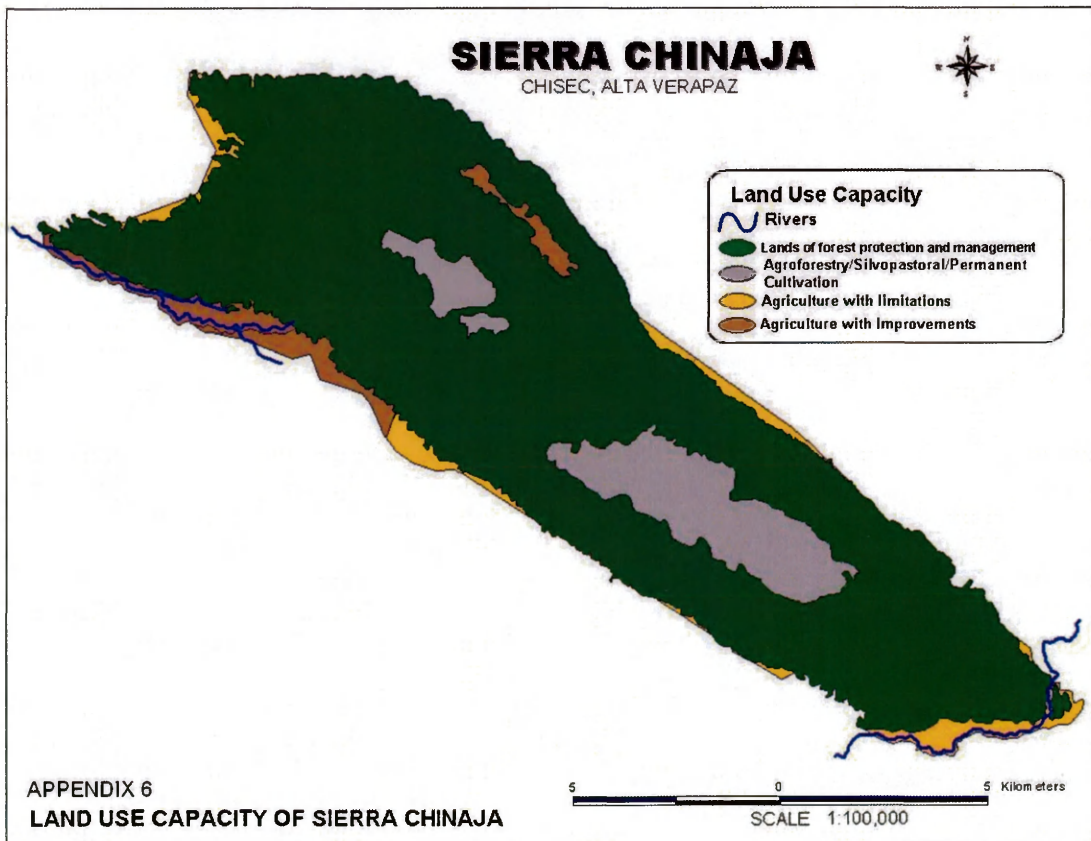 SIERRA CHINAJA
CHISEC, ALTA VERAPAZ
N
W E
S
Land Use Capacity
Rivers
Lands of forest protection and management
Agroforestry/Silvopastoral/Permanent
Cultivation
Agriculture with limitations
Agriculture with Improvements
APPENDIX 6
LAND USE CAPACITY OF SIERRA CHINAJA
5 0 5 Kilometers
SCALE 1:100,000